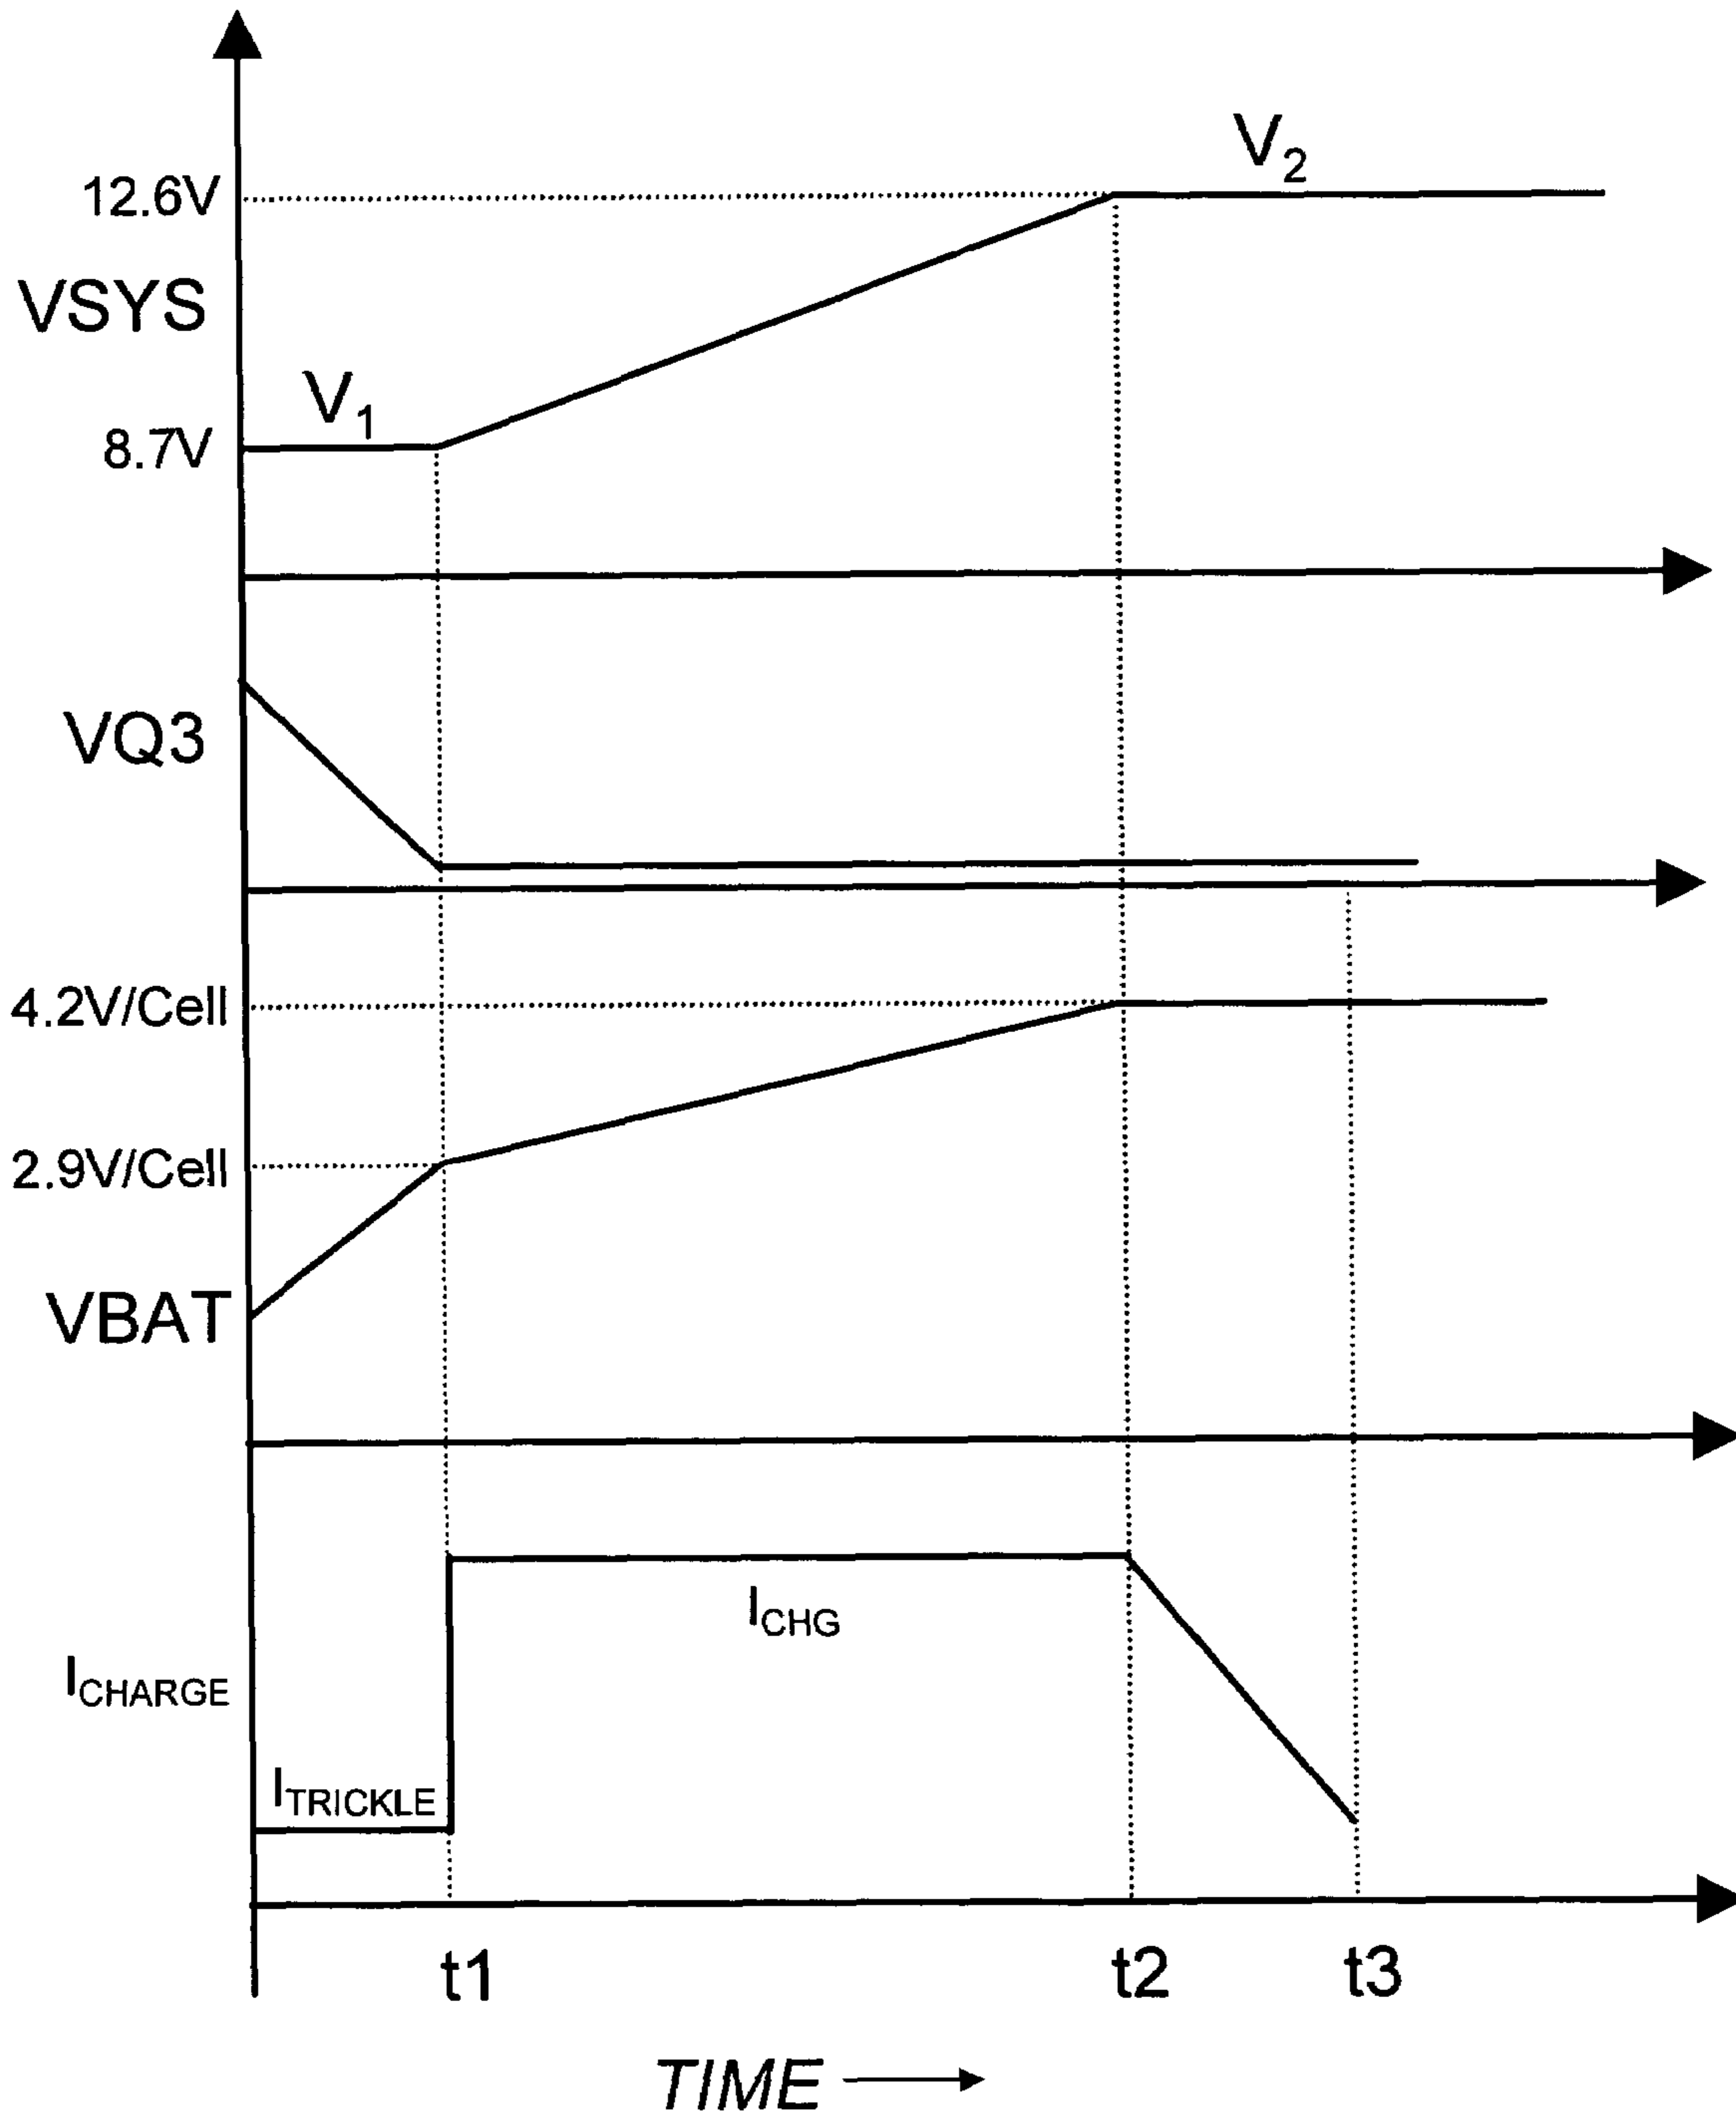 V2
12.6V
VSYS
V1
8.7V
VQ3
4.2V/Cell
2.9V/Cell
VBAT
ICHG
ICHARGE
ITRICKLE
t1 t2 t3
TIME